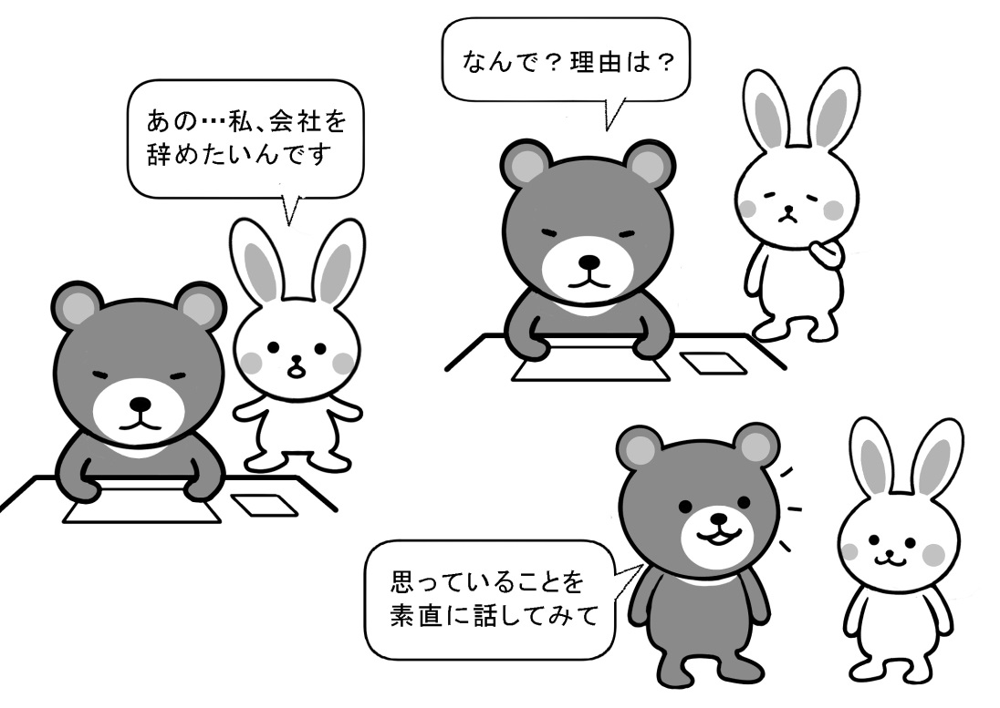 あの…私、会社を
辞めたいんです
なんで？理由は？
思っていることを
素直に話してみて